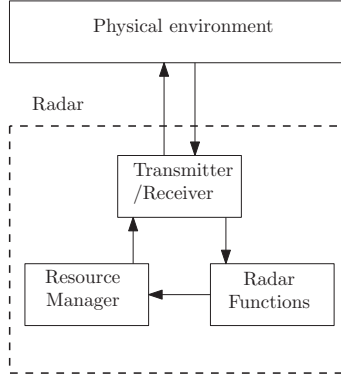 Physical environment
Radar
Transmitter
/Receiver
Resource
Manager
Radar
Functions